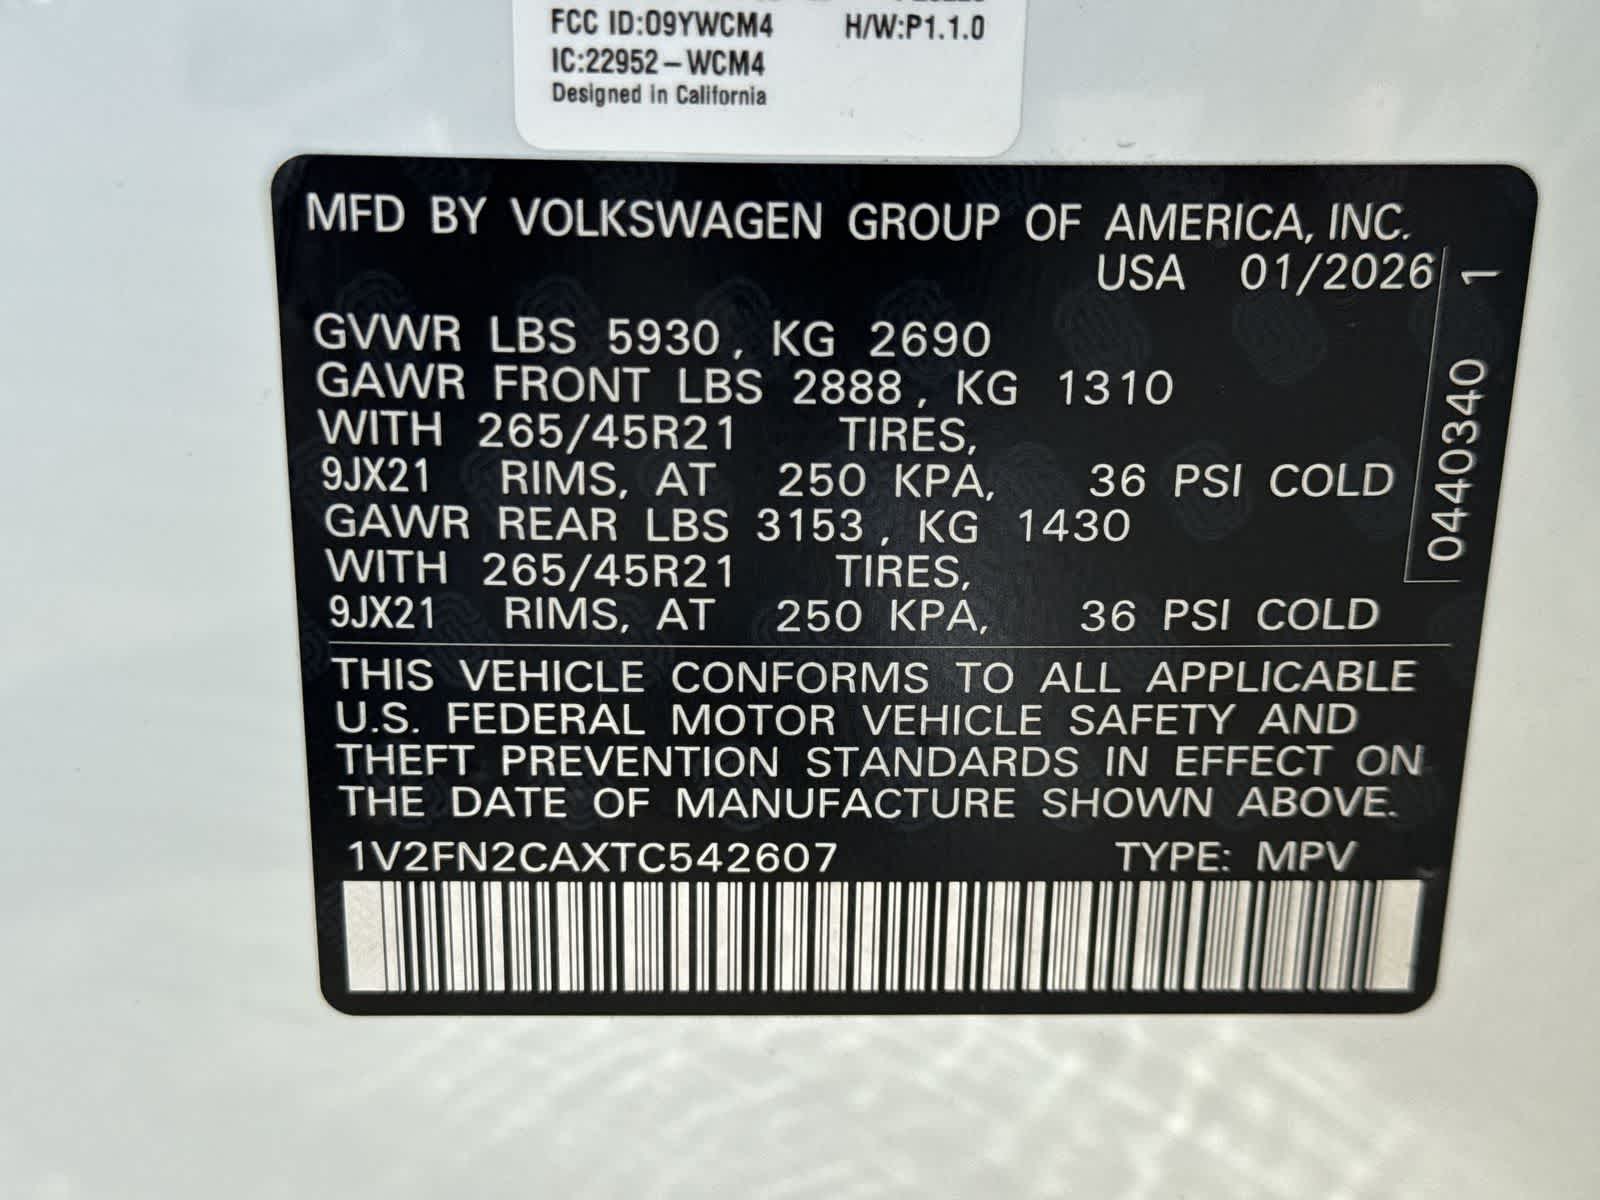 FCC ID:O9YWCM4 H/W:P1.1.0
IC:22952-WCM4
Designed in California
MFD BY VOLKSWAGEN GROUP OF AMERICA, INC.
USA 01/2026
GVWR LBS 5930, KG 2690
GAWR FRONT LBS 2888, KG 1310
WITH 265/45R21 TIRES,
9JX21 RIMS, AT 250 KPA, 36 PSI COLD
GAWR REAR LBS 3153, KG 1430
WITH 265/45R21 TIRES,
9JX21 RIMS, AT 250 KPA, 36 PSI COLD
0440340 1
THIS VEHICLE CONFORMS TO ALL APPLICABLE
U.S. FEDERAL MOTOR VEHICLE SAFETY AND
THEFT PREVENTION STANDARDS IN EFFECT ON
THE DATE OF MANUFACTURE SHOWN ABOVE.
1V2FN2CAXTC542607 TYPE: MPV